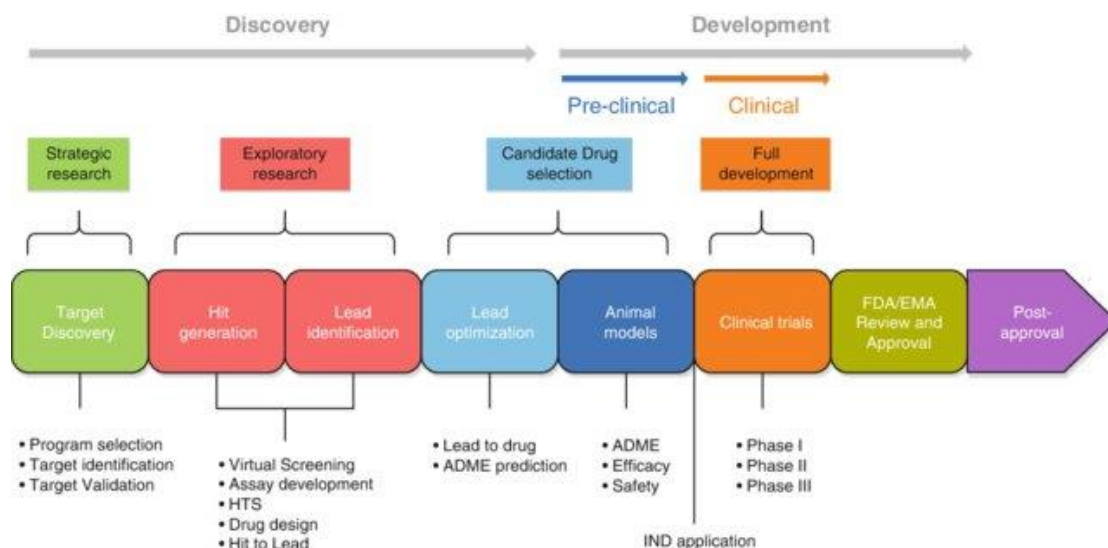 Discovery
Development
Pre-clinical
Clinical
Strategic
research
Exploratory
research
Candidate Drug
selection
Full
development
Target
Discovery
Hit
generation
Lead
identification
Lead
optimization
Animal
models
Clinical trials
FDA/EMA
Review and
Approval
Post-
approval
• Program selection
• Target identification
• Target Validation
• Virtual Screening
• Assay development
• HTS
• Drug design
• Hit to Lead
• Lead to drug
• ADME prediction
• ADME
• Efficacy
• Safety
IND application
• Phase I
• Phase II
• Phase III